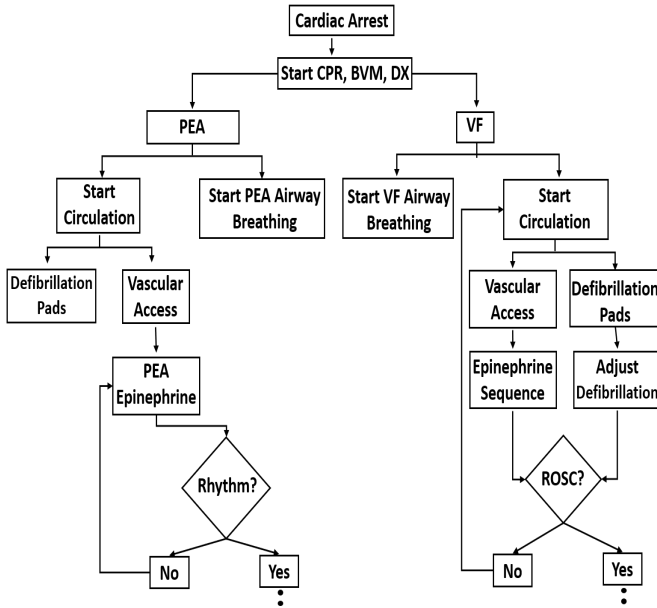 Cardiac Arrest
Start CPR, BVM, DX
PEA
VF
Start
Circulation
Start PEA Airway
Breathing
Start VF Airway
Breathing
Start
Circulation
Defibrillation
Pads
Vascular
Access
Vascular
Access
Defibrillation
Pads
PEA
Epinephrine
Epinephrine
Sequence
Adjust
Defibrillation
Rhythm?
ROSC?
No
Yes
No
Yes